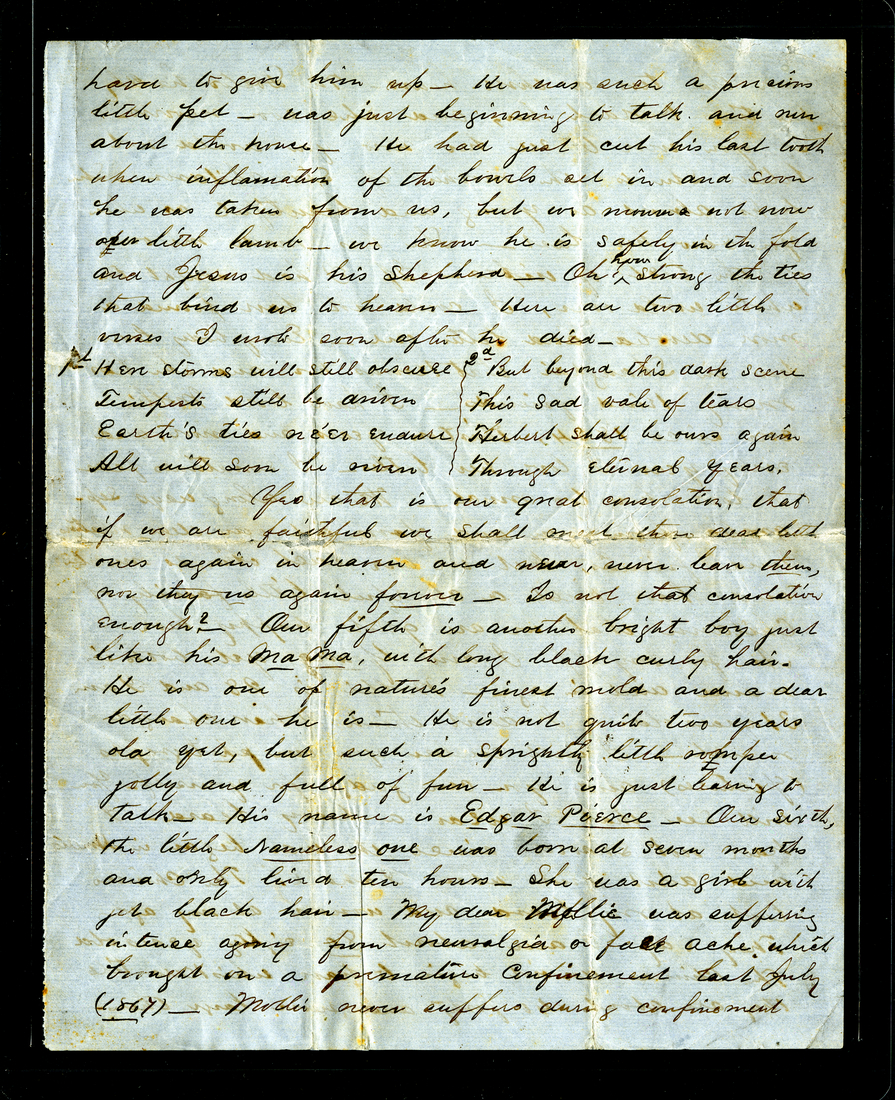 hard to give him up — He was such a precious
little pet — was just beginning to talk. and run
about the house — He had just cut his last tooth
when inflamation of the bowels set in and soon
he was taken from us, but we mourn not now
over little lamb — we know he is safely in the fold
and Jesus is his Shepherd — Oh! how strong the ties
that bind us to heaven — Here are two little
verses I wrote soon after he died —
1st Here storms will still obscure
Tempests still be driven
Earth's ties ne'er endure
All will soon be riven
2d But beyond this dark scene
This sad vale of tears
Herbert shall be ours again
Through eternal years.
Yes that is our great consolation, that
if we are faithful we shall meet those dear little
ones again in heaven and never, never leave them,
nor they us again forever — Is not that consolation
enough? — Our fifth is another bright boy just
like his MaMa, with long black curly hair.
He is one of nature's finest mold and a dear
little one he is — He is not quite two years
old yet, but such a sprightly little romper
jolly and full of fun — He is just learing to
talk — His name is Edgar Pierce — Our sixth,
the little Nameless one was born at seven months
and only lived ten hours — She was a girl with
jet black hair — My dear Mollie was suffering
intense agony from neuralgia or face ache which
brought on a premature confinement last July
(1867) — Mollie never suffers during confinement